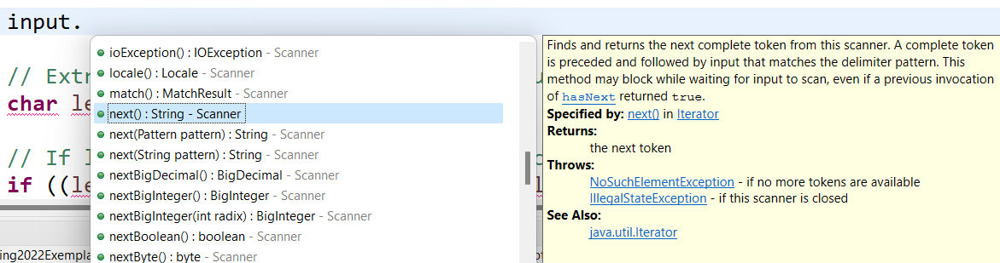 input.
// Extr
char le
// If l
if ((le
ioException() : IOException - Scanner
locale() : Locale - Scanner
match() : MatchResult - Scanner
next() : String - Scanner
next(Pattern pattern) : String - Scanner
next(String pattern) : String - Scanner
nextBigDecimal() : BigDecimal - Scanner
nextBigInteger() : BigInteger - Scanner
nextBigInteger(int radix) : BigInteger - Scanner
nextBoolean() : boolean - Scanner
nextByte() : byte - Scanner
Finds and returns the next complete token from this scanner. A complete token
is preceded and followed by input that matches the delimiter pattern. This
method may block while waiting for input to scan, even if a previous invocation
of hasNext returned true.
Specified by: next() in Iterator
Returns:
the next token
Throws:
NoSuchElementException - if no more tokens are available
IllegalStateException - if this scanner is closed
See Also:
java.util.Iterator
ing2022Exempla